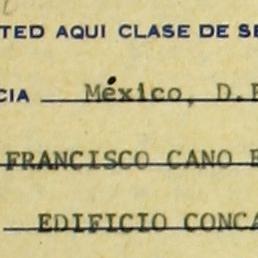 TED AQUI CLASE DE SE
CIA México, D.F
FRANCISCO CANO
EDIFICIO CONCA